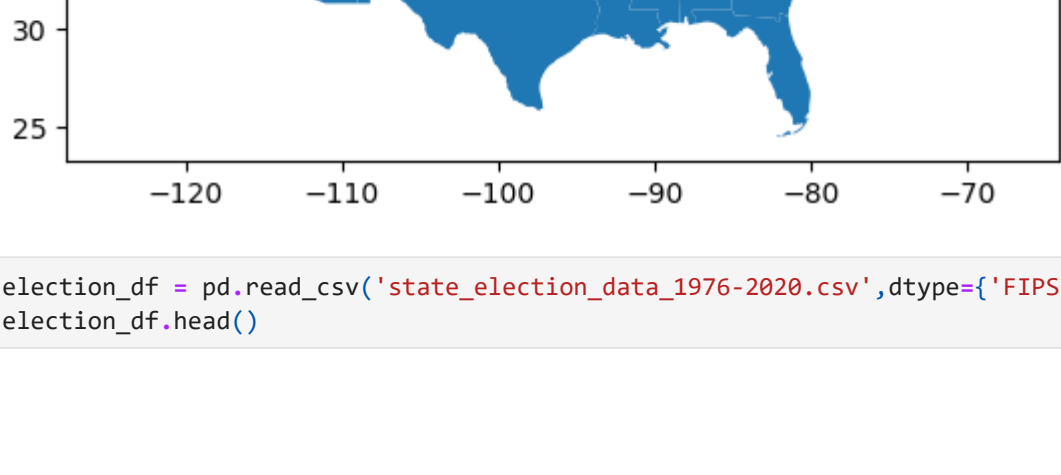 30
25
−120 −110 −100 −90 −80 −70
election_df = pd.read_csv('state_election_data_1976-2020.csv',dtype={'FIPS
election_df.head()